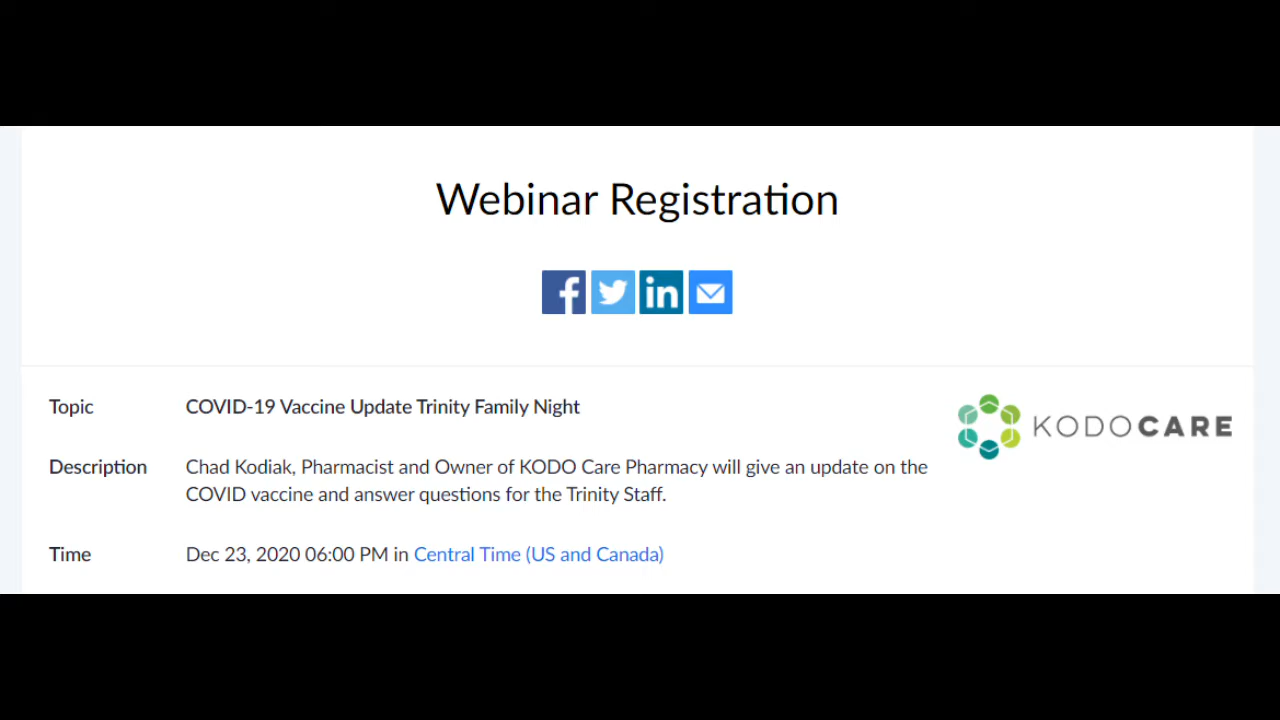 Webinar Registration
Topic
COVID-19 Vaccine Update Trinity Family Night
KODOCARE
Description
Chad Kodiak, Pharmacist and Owner of KODO Care Pharmacy will give an update on the
COVID vaccine and answer questions for the Trinity Staff.
Time
Dec 23, 2020 06:00 PM in Central Time (US and Canada)